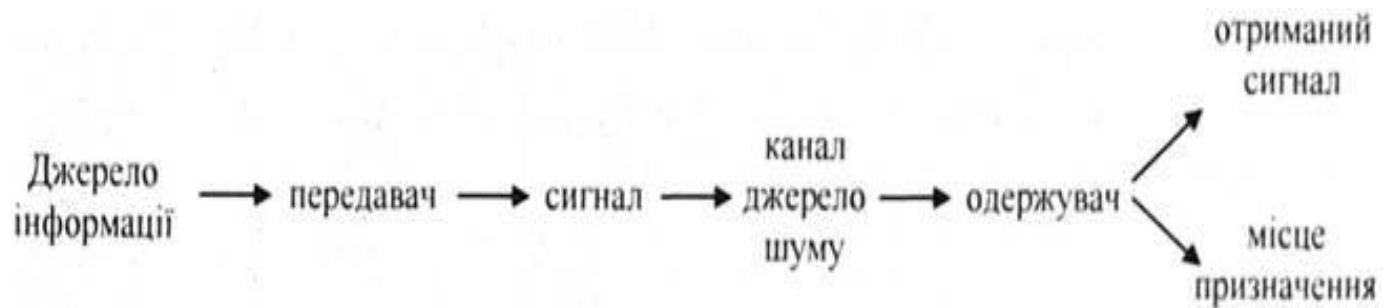 Джерело
інформації
передавач
сигнал
канал
джерело
шуму
одержувач
отриманий
сигнал
місце
призначення